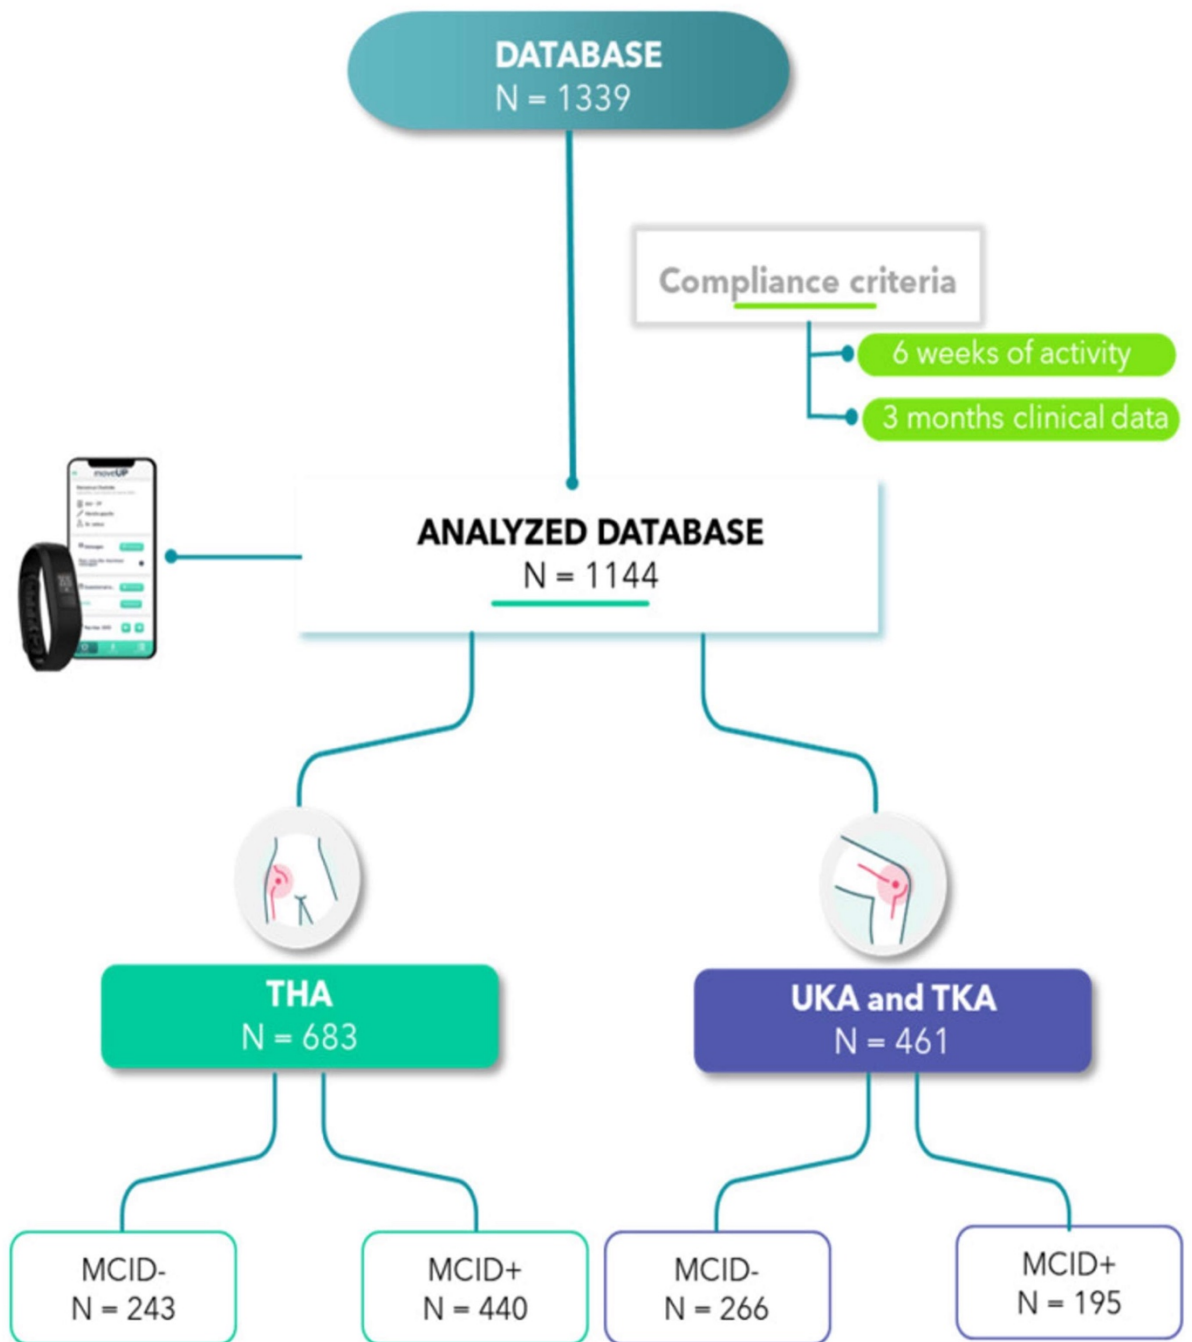 DATABASE
N = 1339
Compliance criteria
6 weeks of activity
3 months clinical data
moveUP
ANALYZED DATABASE
N = 1144
THA
N = 683
UKA and TKA
N = 461
MCID-
N = 243
MCID+
N = 440
MCID-
N = 266
MCID+
N = 195